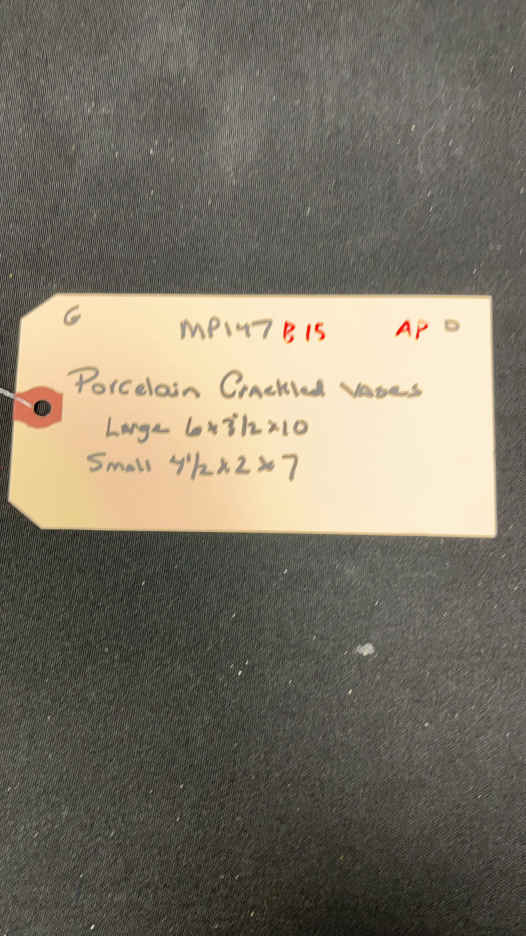 G
MP147 B15 AP D
Porcelain Crackled Vases
Large 6x3½x10
Small 4½x2x7